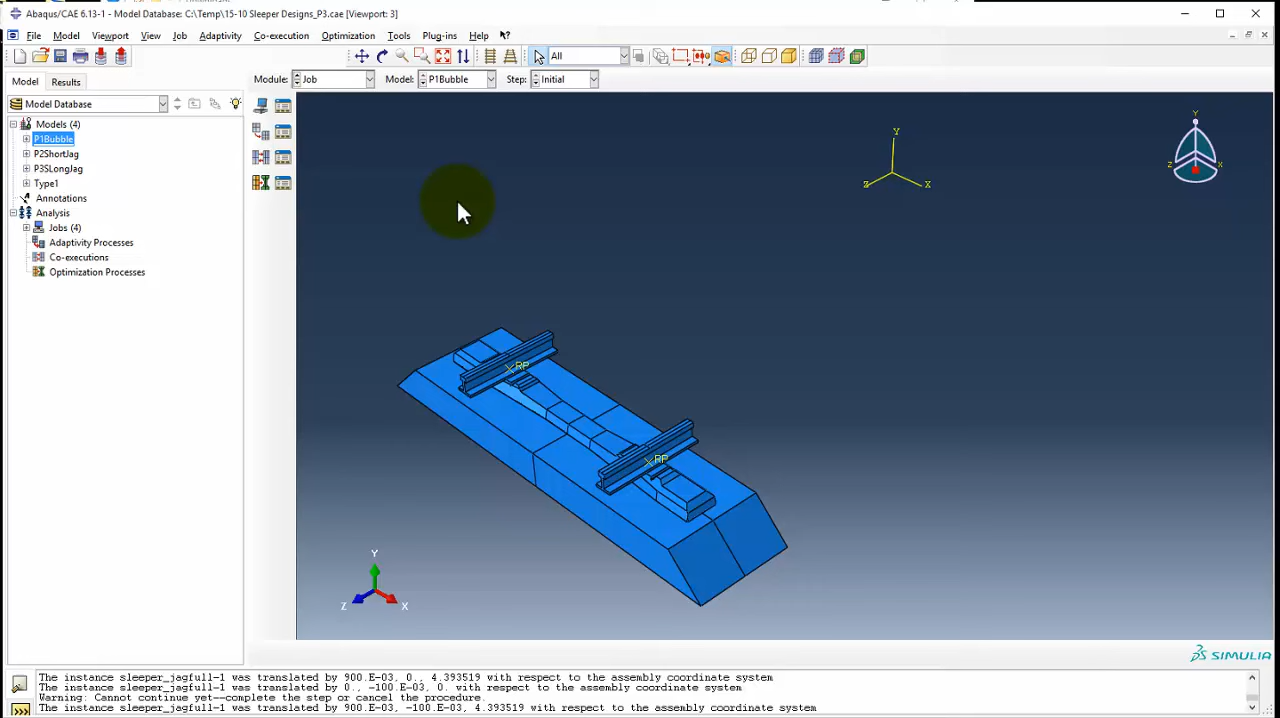 Abaqus/CAE 6.13-1 - Model Database: C:\Temp\15-10 Sleeper Designs_P3.cae [Viewport: 3]
File Model Viewport View Job Adaptivity Co-execution Optimization Tools Plug-ins Help
All
Model Results
Module: Job Model: P1Bubble Step: Initial
Model Database
Models (4)
P1Bubble
P2ShortJag
P3SLongJag
Type1
Annotations
Analysis
Jobs (4)
Adaptivity Processes
Co-executions
Optimization Processes
Y
Z X
Y
Z X
RP
RP
Y
Z X
SIMULIA
The instance sleeper_jagfull-1 was translated by 900.E-03, 0., 4.393519 with respect to the assembly coordinate system
The instance sleeper_jagfull-1 was translated by 0., -100.E-03, 0. with respect to the assembly coordinate system
Warning: Cannot continue yet--complete the step or cancel the procedure.
The instance sleeper_jagfull-1 was translated by 900.E-03, -100.E-03, 4.393519 with respect to the assembly coordinate system
>>>